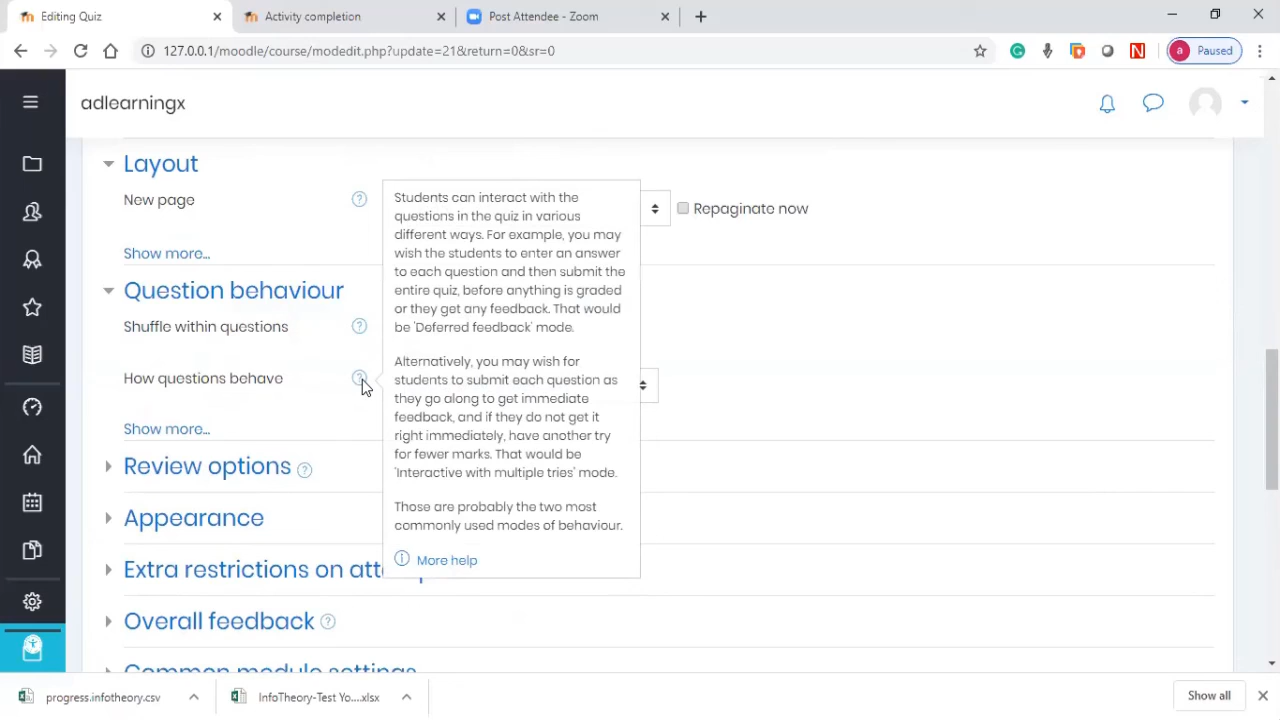 Editing Quiz
Activity completion
Post Attendee - Zoom
127.0.0.1/moodle/course/modedit.php?update=21&return=0&sr=0
a Paused
adlearningx
Layout
New page
Repaginate now
Show more...
Question behaviour
Shuffle within questions
How questions behave
Show more...
Students can interact with the
questions in the quiz in various
different ways. For example, you may
wish the students to enter an answer
to each question and then submit the
entire quiz, before anything is graded
or they get any feedback. That would
be 'Deferred feedback' mode.
Alternatively, you may wish for
students to submit each question as
they go along to get immediate
feedback, and if they do not get it
right immediately, have another try
for fewer marks. That would be
'Interactive with multiple tries' mode.
Those are probably the two most
commonly used modes of behaviour.
More help
Review options
Appearance
Extra restrictions on
Overall feedback
Common module settings
progress.infotheory.csv
InfoTheory-Test Yo....xlsx
Show all